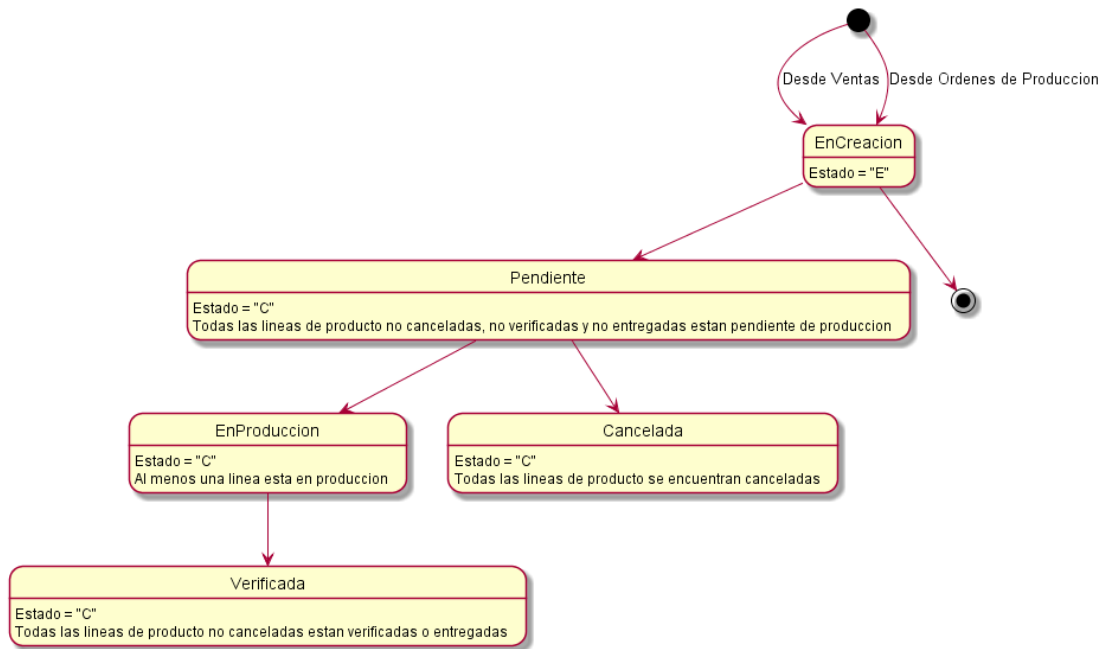 Desde Ventas
Desde Ordenes de Produccion
EnCreacion
Estado = "E"
Pendiente
Estado = "C"
Todas las lineas de producto no canceladas, no verificadas y no entregadas estan pendiente de produccion
EnProduccion
Estado = "C"
Al menos una linea esta en produccion
Cancelada
Estado = "C"
Todas las lineas de producto se encuentran canceladas
Verificada
Estado = "C"
Todas las lineas de producto no canceladas estan verificadas o entregadas